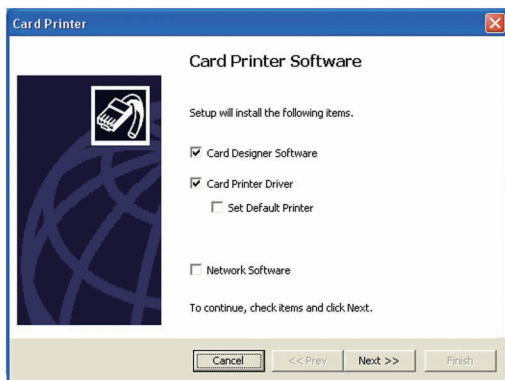 Card Printer
Card Printer Software
Setup will install the following items.
Card Designer Software
Card Printer Driver
Set Default Printer
Network Software
To continue, check items and click Next.
Cancel
<< Prev
Next >>
Finish